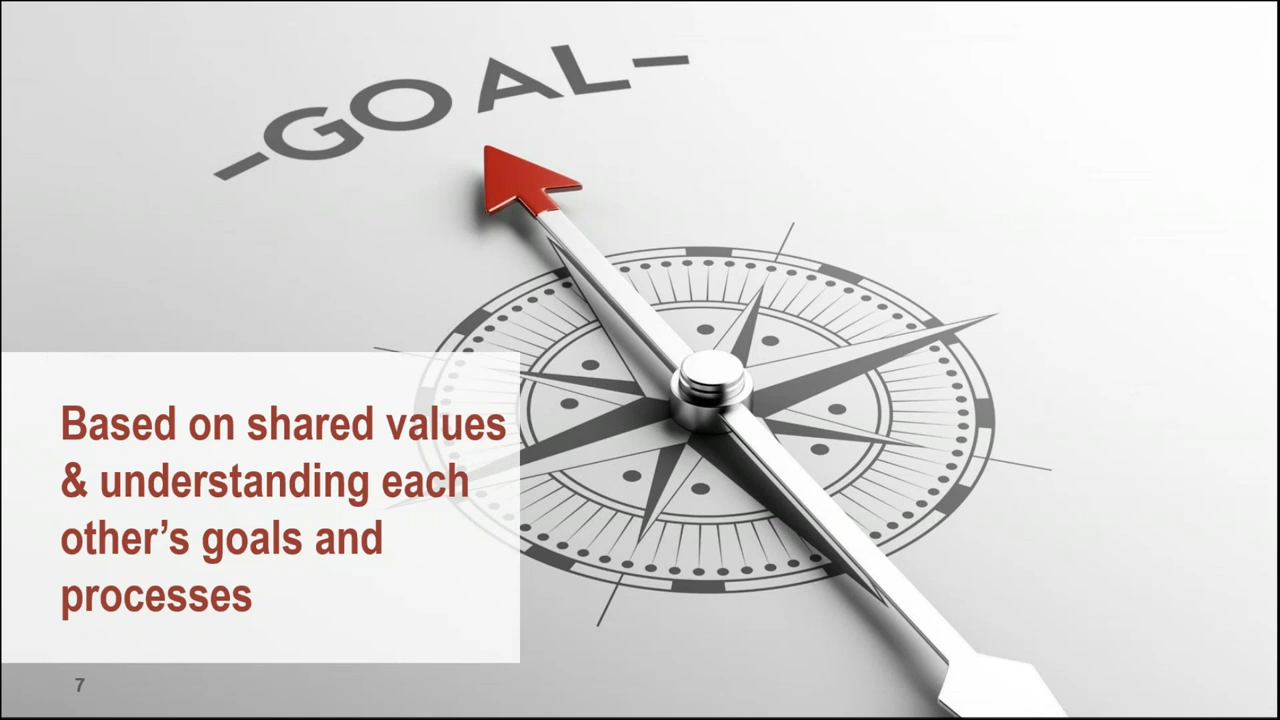 -GOAL-
Based on shared values
& understanding each
other’s goals and
processes
7